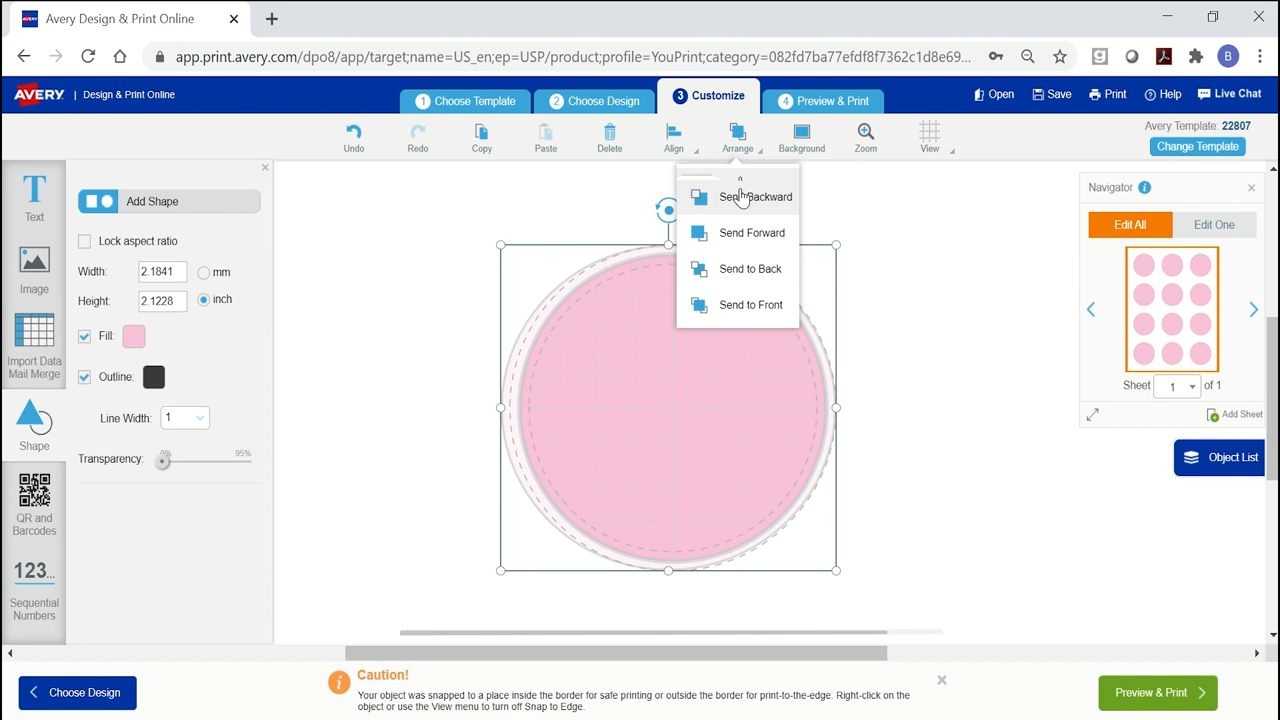 AVERY
Avery Design & Print Online
app.print.avery.com/dpo8/app/target;name=US_en;ep=USP/product;profile=YouPrint;category=082fd7ba77efdf8f7362c1d8e69...
B
AVERY | Design & Print Online
1 Choose Template
2 Choose Design
3 Customize
4 Preview & Print
Open
Save
Print
? Help
Live Chat
Undo
Redo
Copy
Paste
Delete
Align
Arrange
Background
Zoom
View
Avery Template: 22807
Change Template
T
Text
Image
Import Data
Mail Merge
Shape
QR and
Barcodes
123...
Sequential
Numbers
Add Shape
Lock aspect ratio
Width: 2.1841 mm
Height: 2.1228 inch
Fill:
Outline:
Line Width: 1
Transparency: 0% 95%
Send Backward
Send Forward
Send to Back
Send to Front
Navigator i
Edit All
Edit One
Sheet 1 of 1
Add Sheet
Object List
Choose Design
i Caution!
Your object was snapped to a place inside the border for safe printing or outside the border for print-to-the-edge. Right-click on the
object or use the View menu to turn off Snap to Edge.
Preview & Print